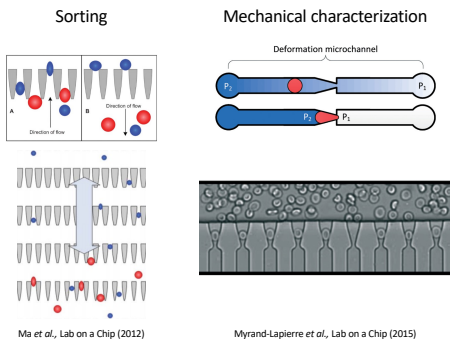 Sorting
Mechanical characterization
Deformation microchannel
P₂
P₁
P₂
P₁
A
Direction of flow
B
Direction of flow
Ma et al., Lab on a Chip (2012)
Myrand-Lapierre et al., Lab on a Chip (2015)